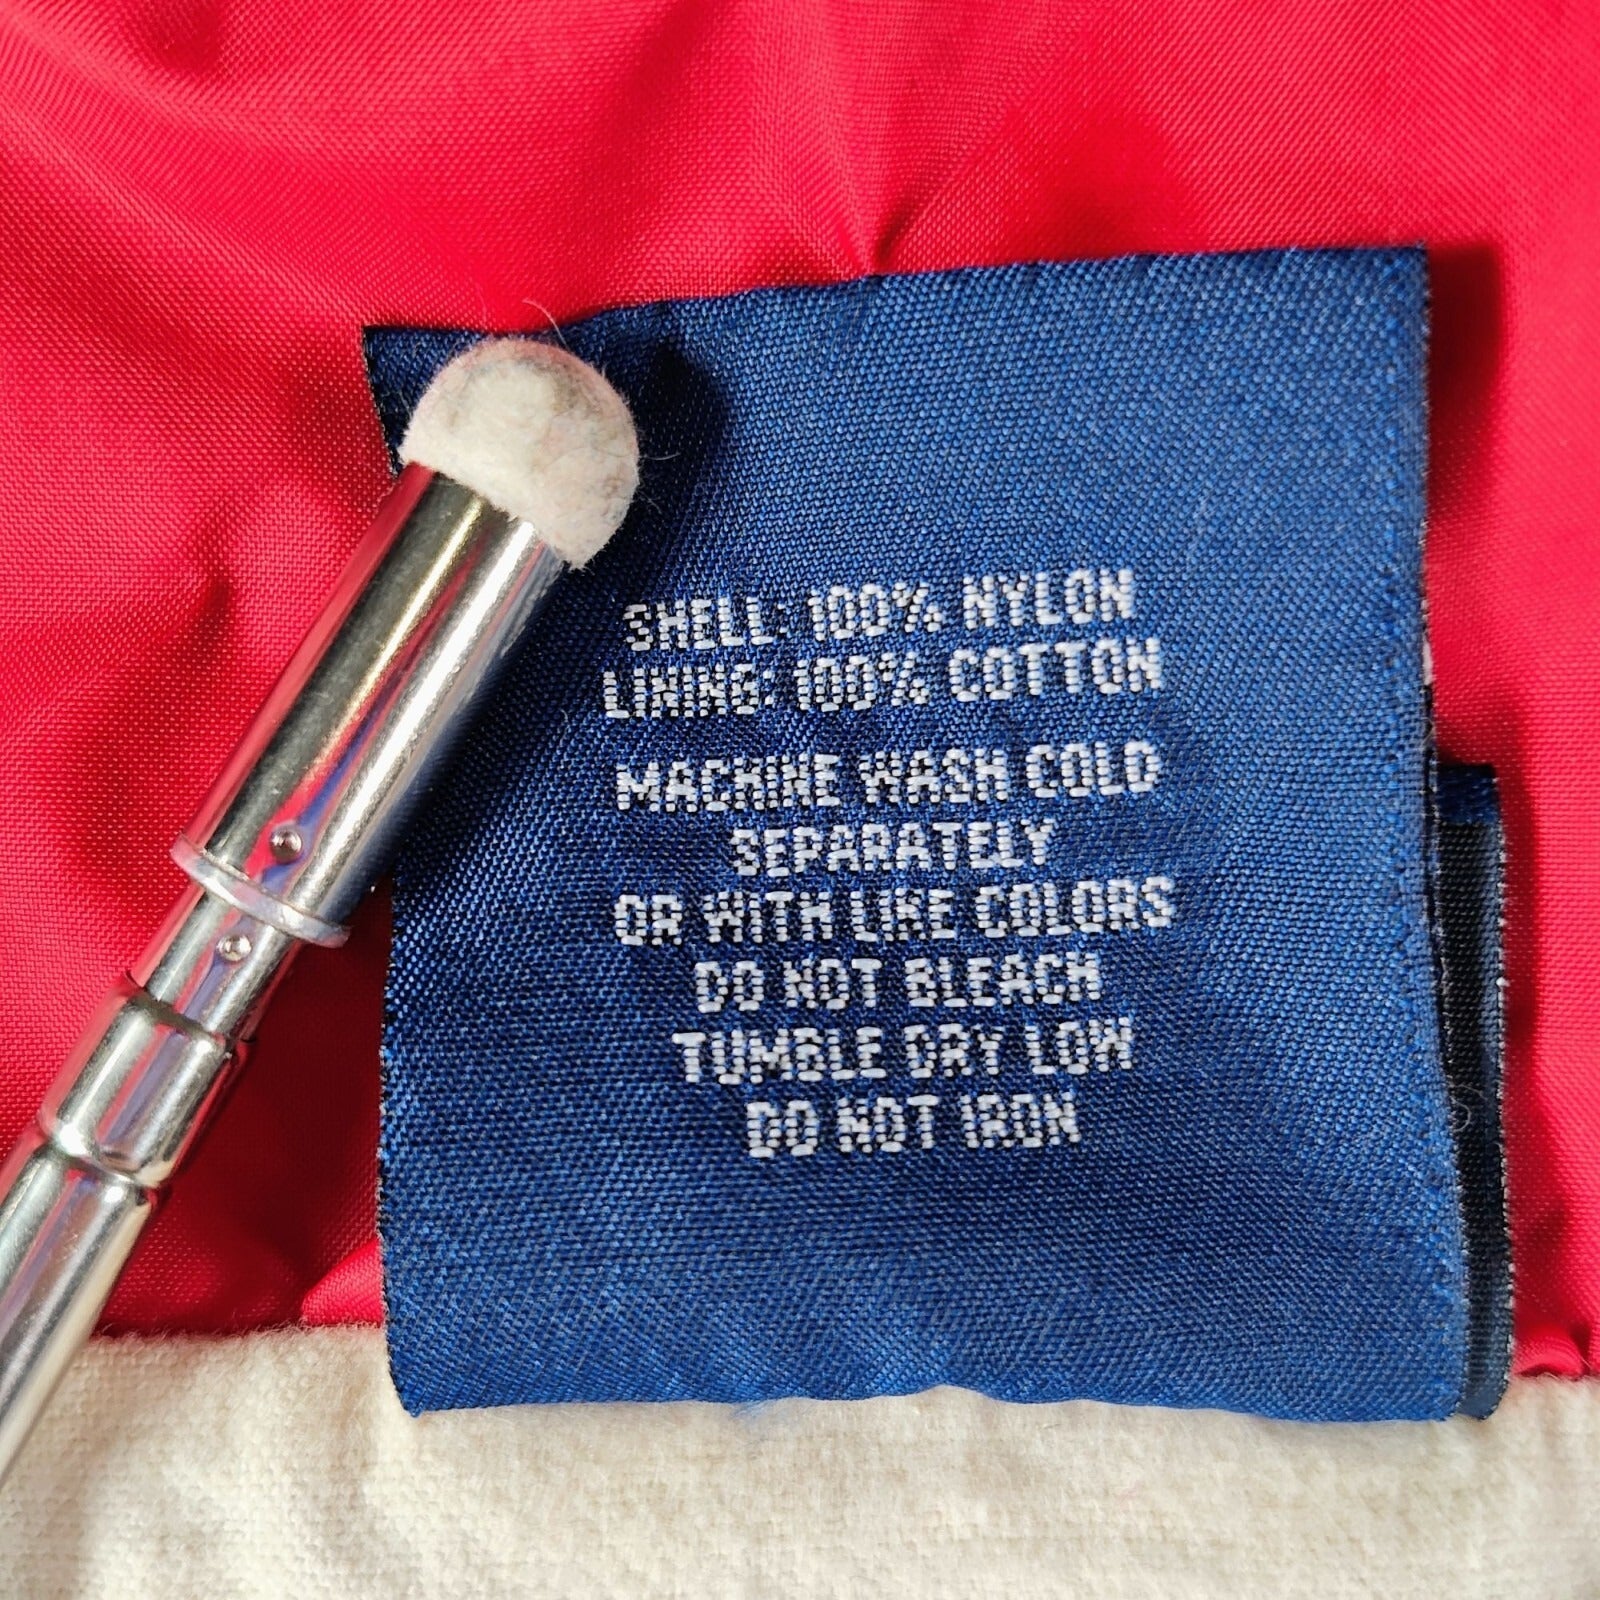 SHELL: 100% NYLON
LINING: 100% COTTON
MACHINE WASH COLD
SEPARATELY
OR WITH LIKE COLORS
DO NOT BLEACH
TUMBLE DRY LOW
DO NOT IRON